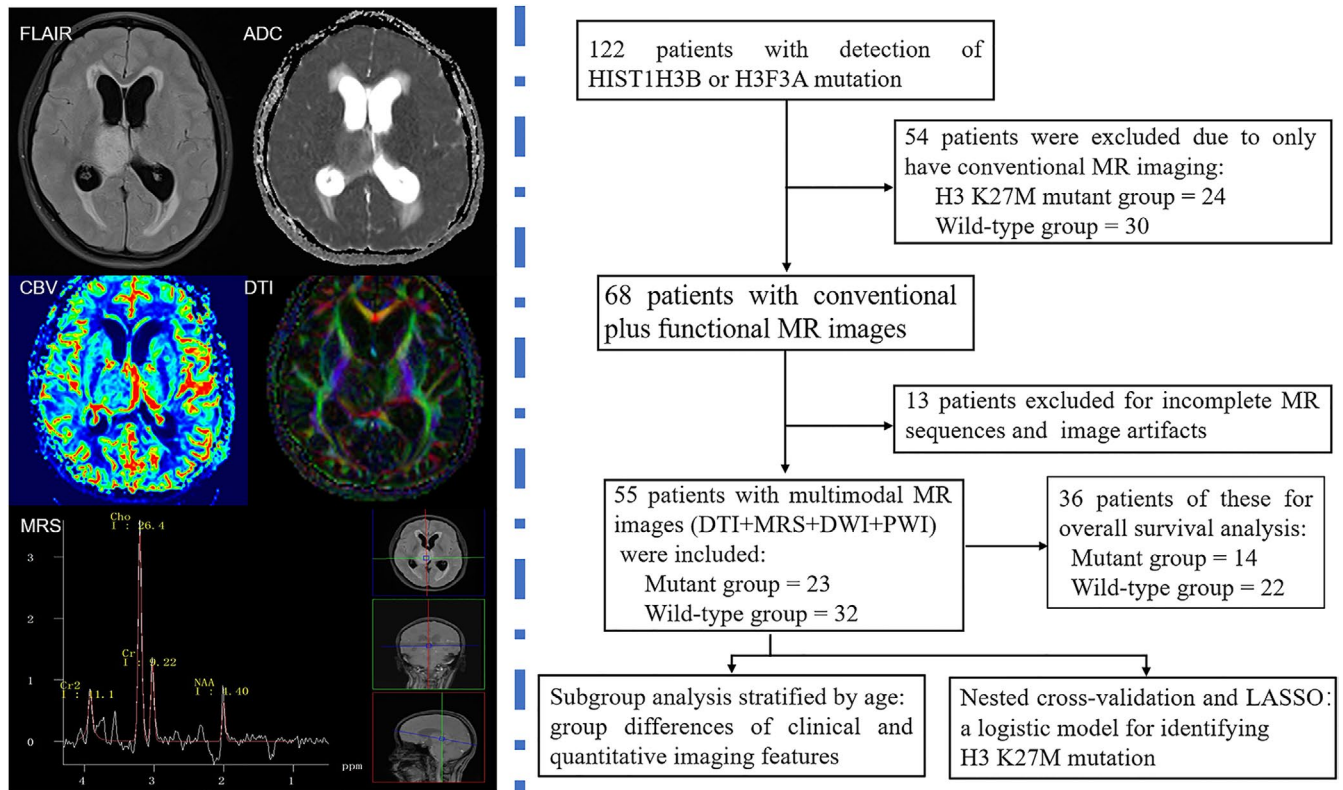 FLAIR
ADC
CBV
DTI
MRS
Cho
I : 26.4
Cr
I : 9.22
Cr2
I : 11.1
NAA
I : 4.40
3
2
1
0
4
3
2
1
ppm
122 patients with detection of
HIST1H3B or H3F3A mutation
54 patients were excluded due to only
have conventional MR imaging:
H3 K27M mutant group = 24
Wild-type group = 30
68 patients with conventional
plus functional MR images
13 patients excluded for incomplete MR
sequences and image artifacts
55 patients with multimodal MR
images (DTI+MRS+DWI+PWI)
were included:
Mutant group = 23
Wild-type group = 32
36 patients of these for
overall survival analysis:
Mutant group = 14
Wild-type group = 22
Subgroup analysis stratified by age:
group differences of clinical and
quantitative imaging features
Nested cross-validation and LASSO:
a logistic model for identifying
H3 K27M mutation